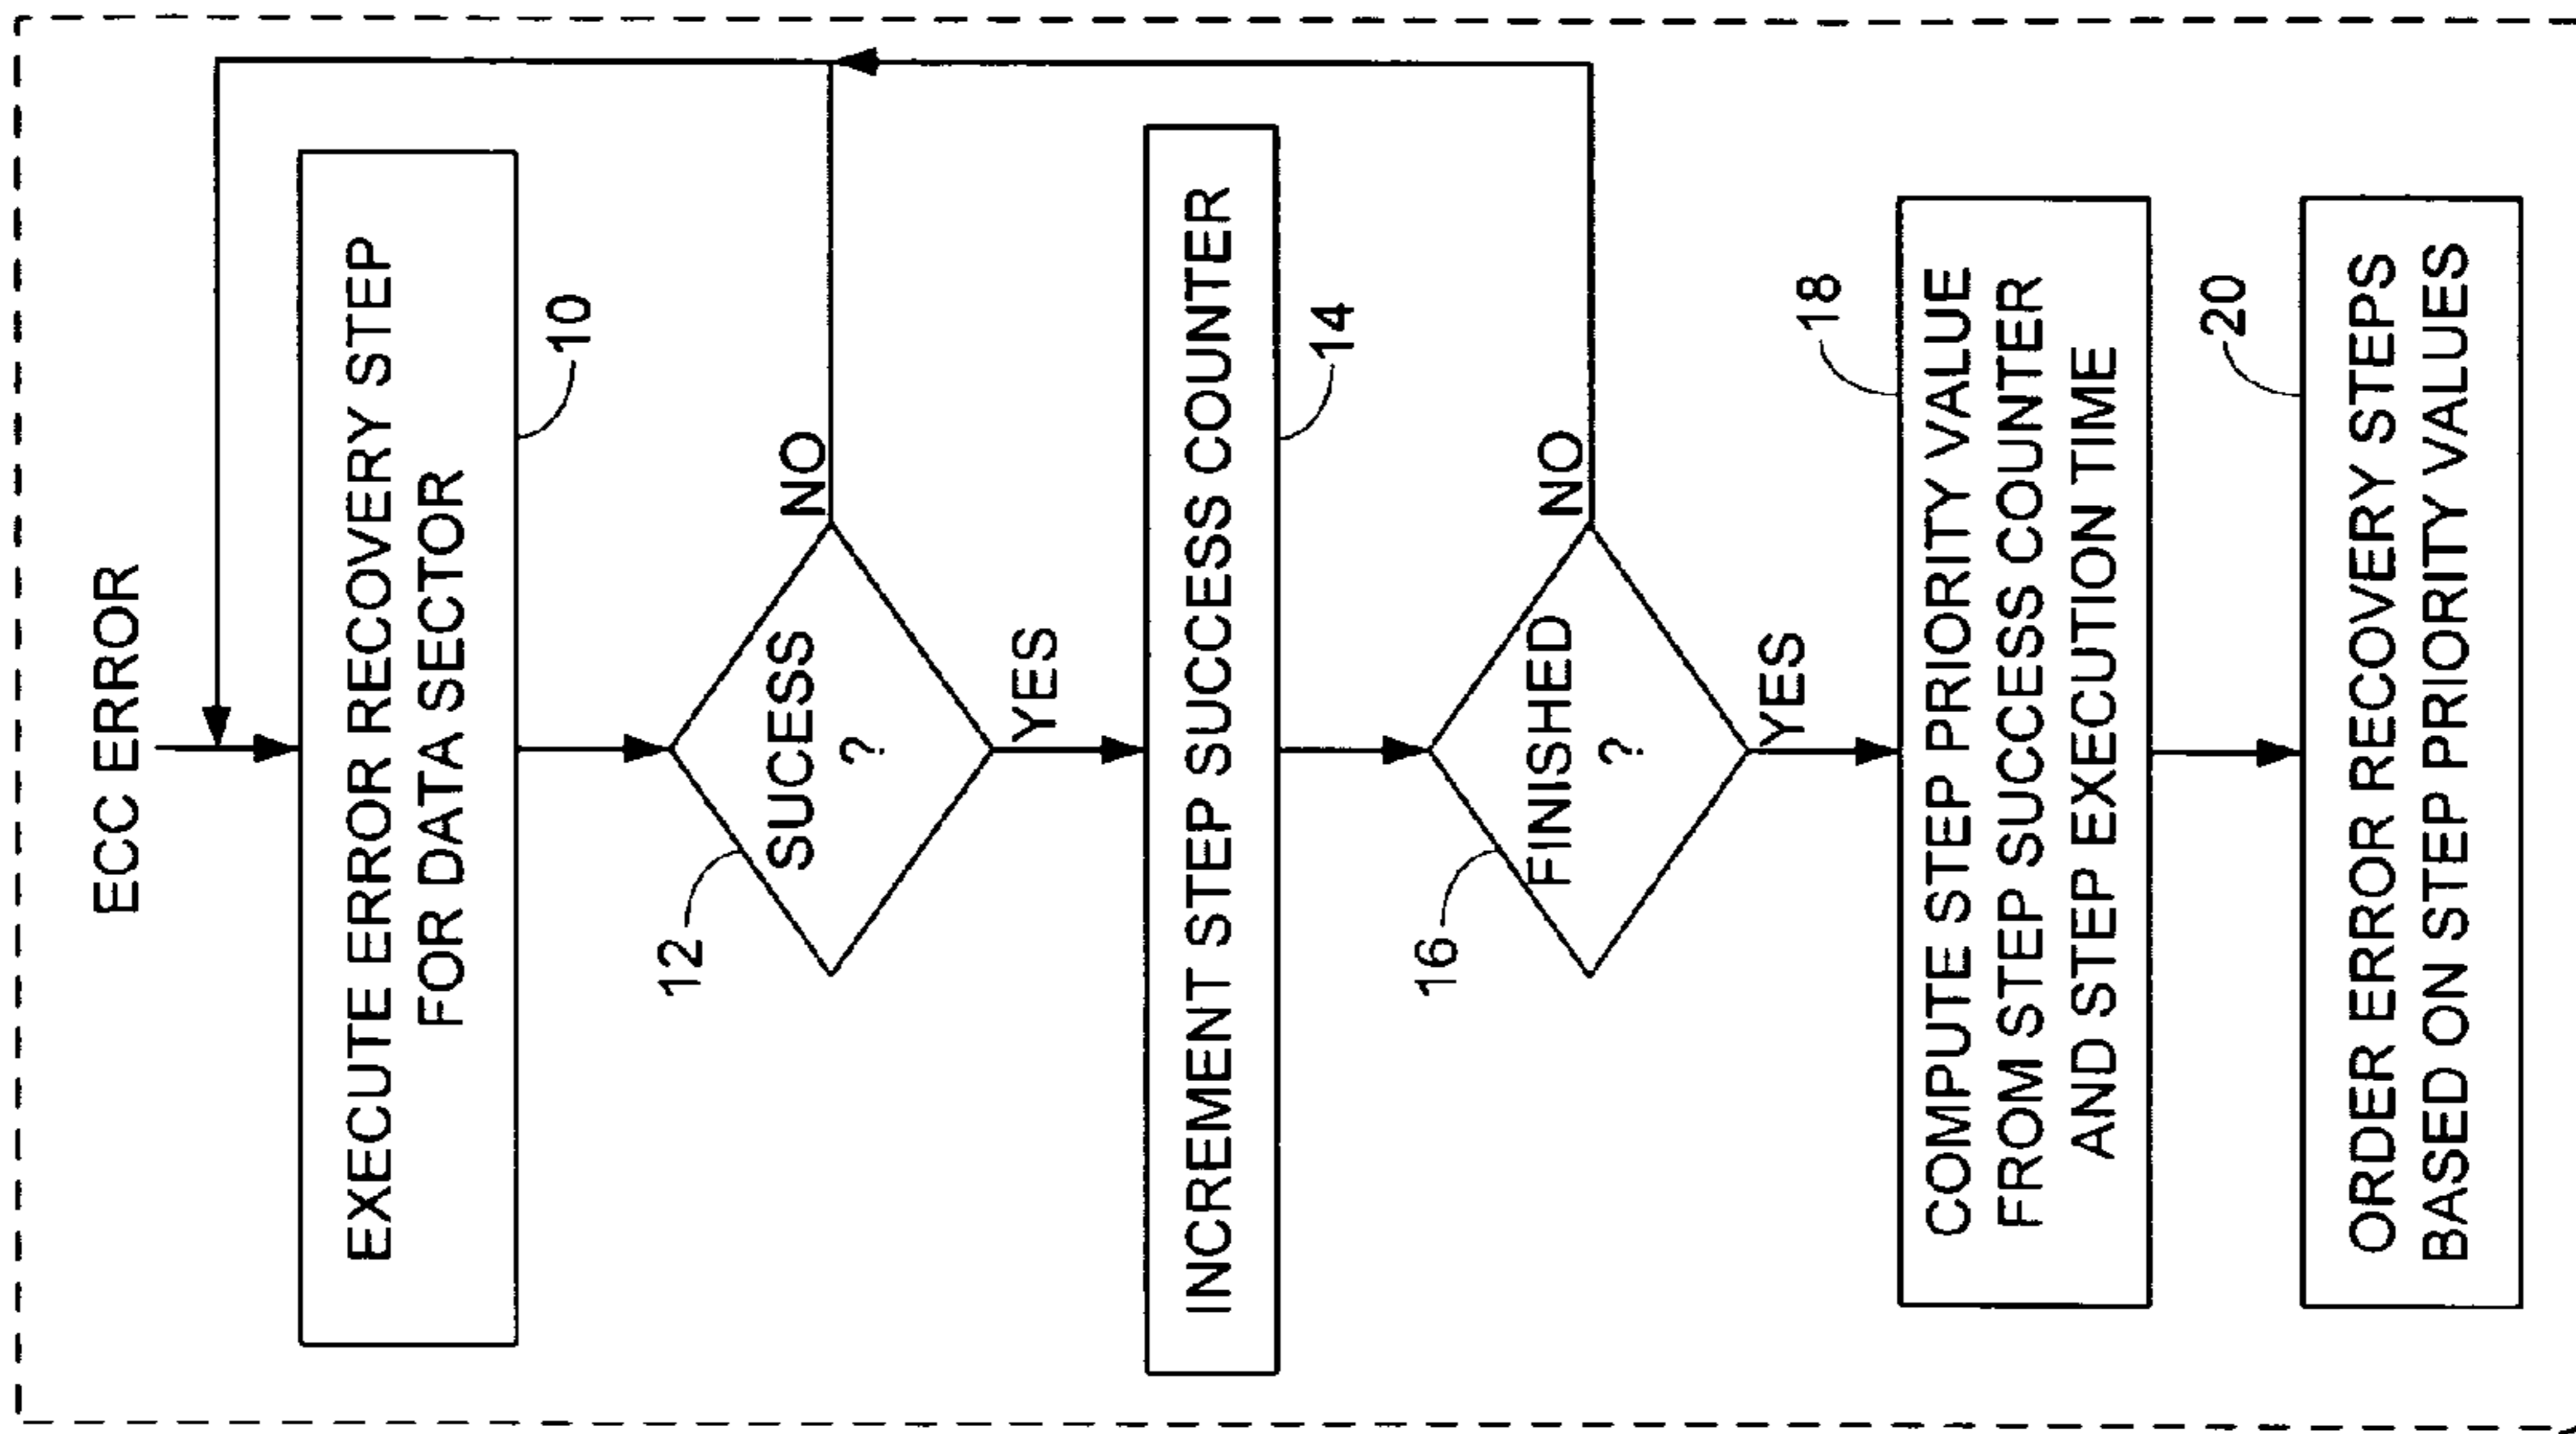 ECC ERROR
EXECUTE ERROR RECOVERY STEP
FOR DATA SECTOR
10
12
SUCCESS
?
NO
YES
INCREMENT STEP SUCCESS COUNTER
14
16
FINISHED
?
NO
YES
18
COMPUTE STEP PRIORITY VALUE
FROM STEP SUCCESS COUNTER
AND STEP EXECUTION TIME
20
ORDER ERROR RECOVERY STEPS
BASED ON STEP PRIORITY VALUES